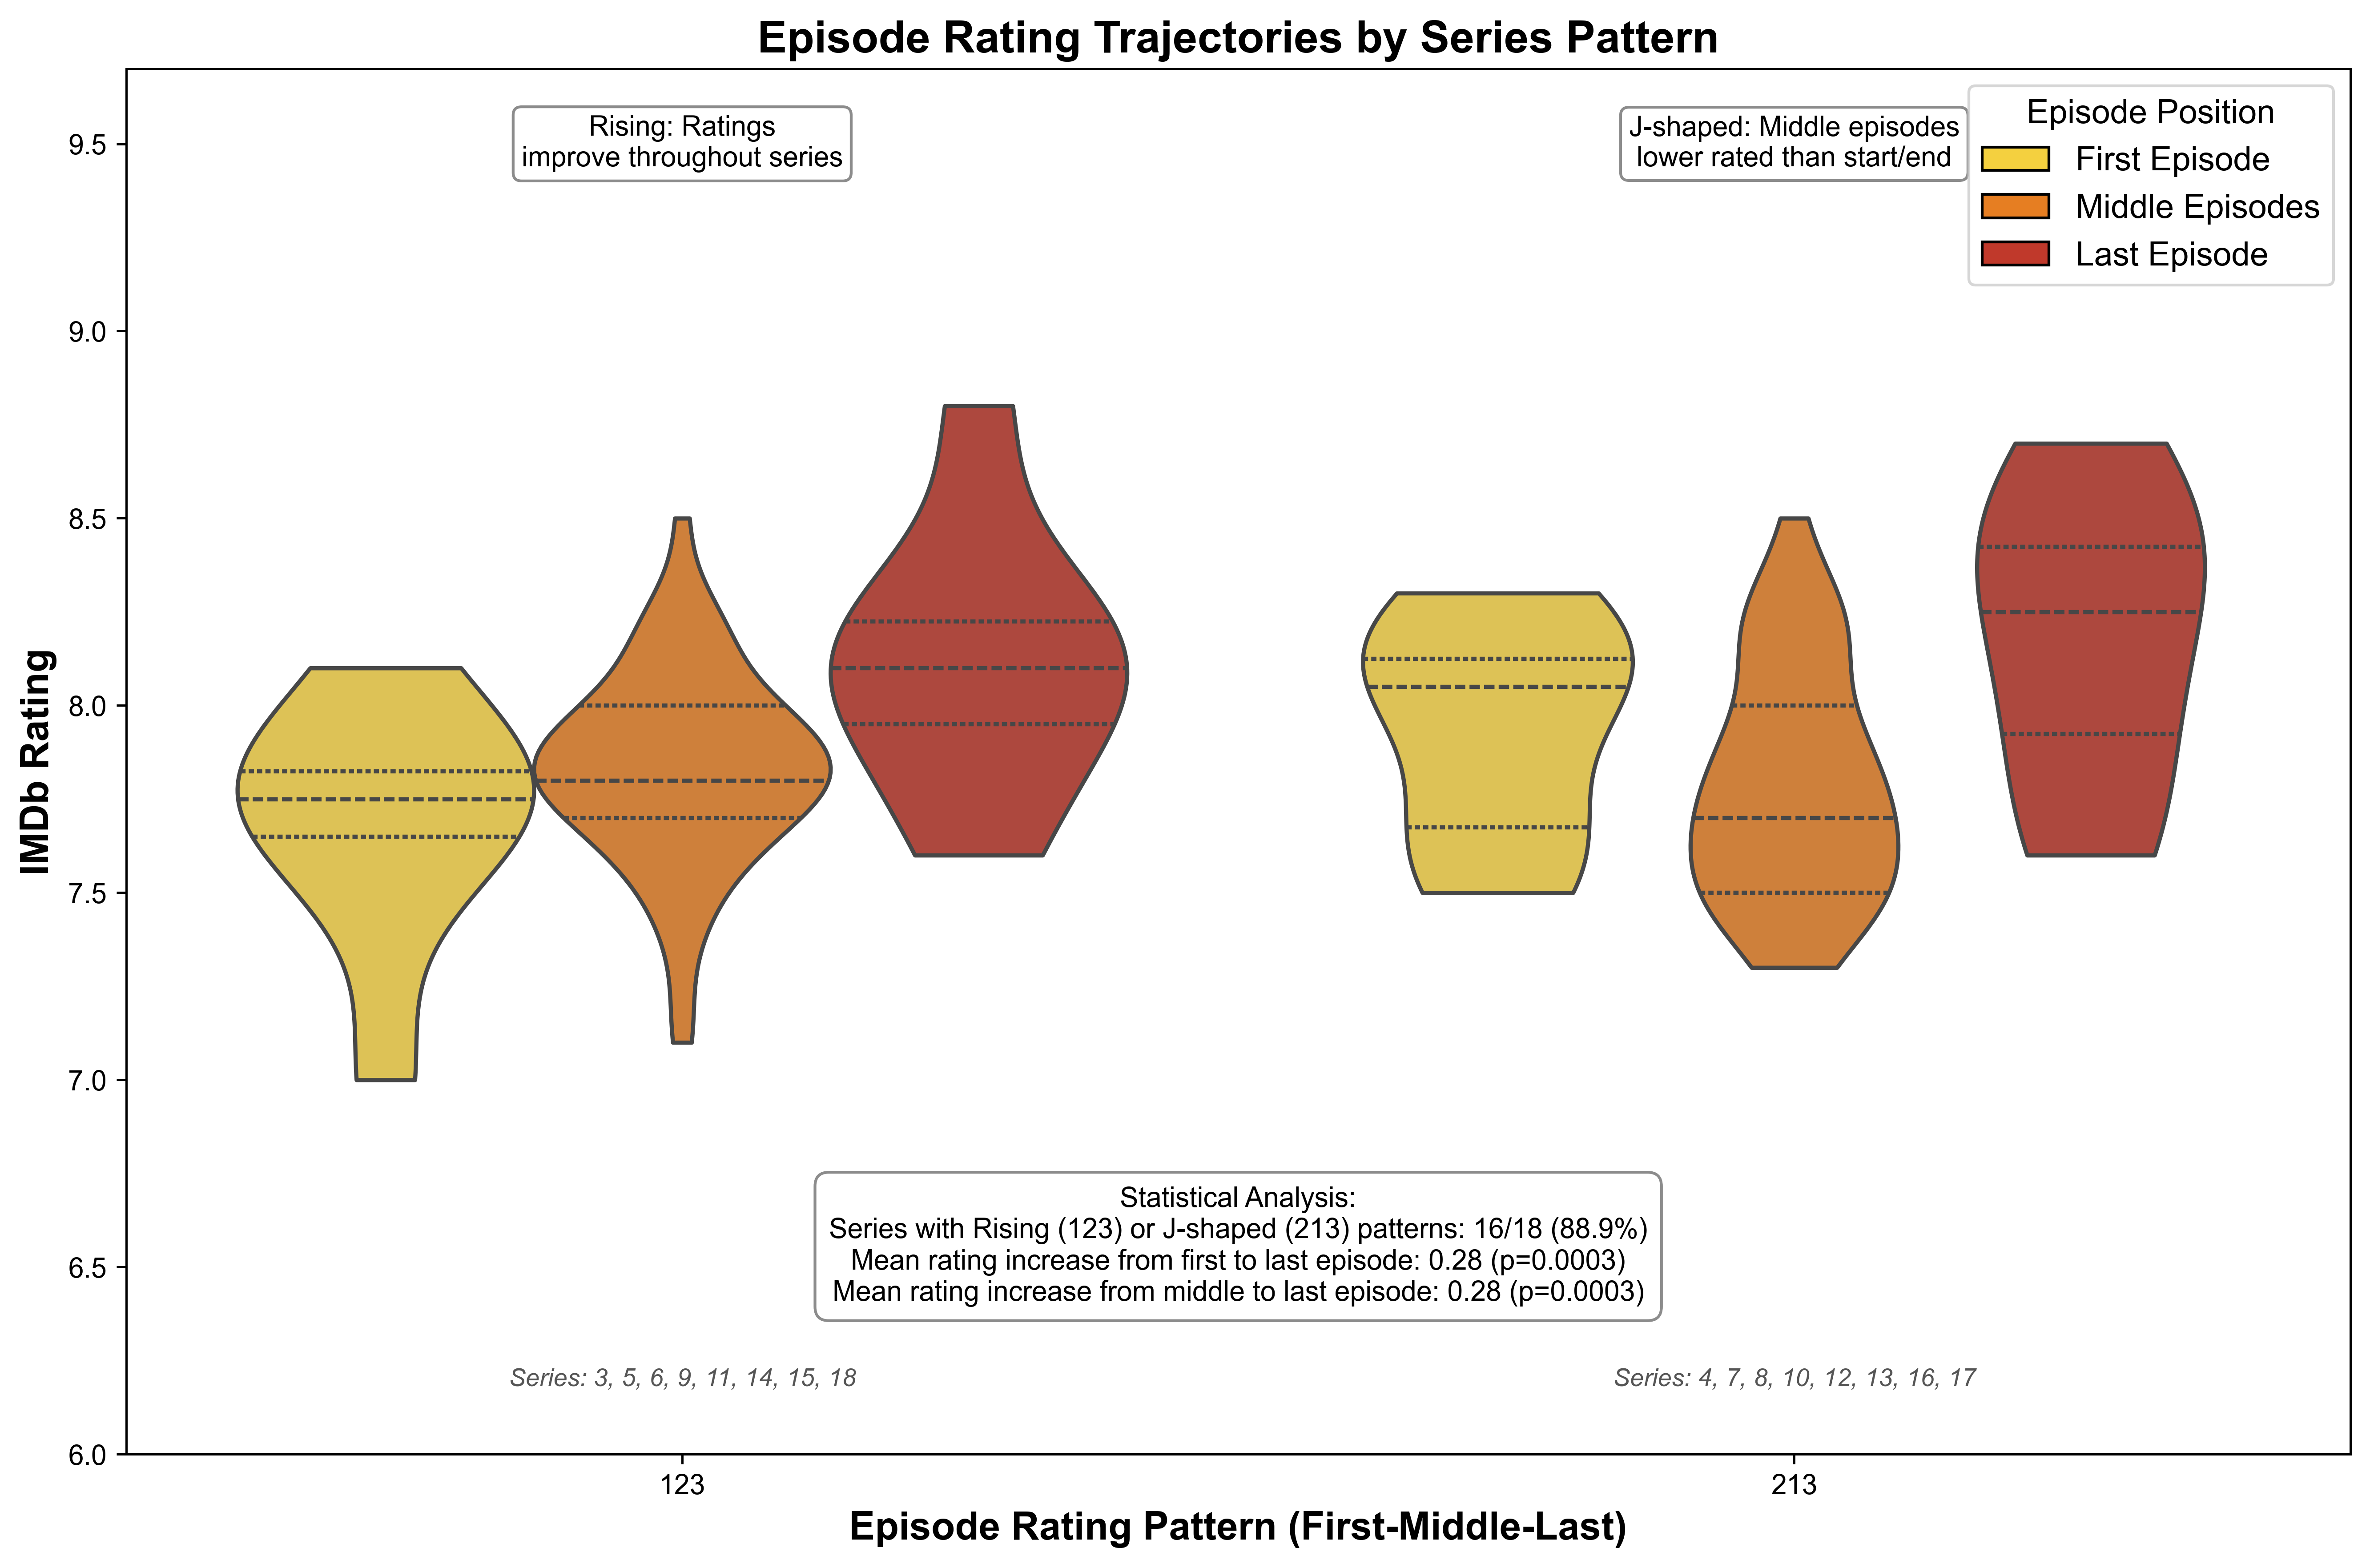 Episode Rating Trajectories by Series Pattern
Rising: Ratings
improve throughout series
J-shaped: Middle episodes
lower rated than start/end
Episode Position
First Episode
Middle Episodes
Last Episode
IMDb Rating
9.5
9.0
8.5
8.0
7.5
7.0
6.5
6.0
Statistical Analysis:
Series with Rising (123) or J-shaped (213) patterns: 16/18 (88.9%)
Mean rating increase from first to last episode: 0.28 (p=0.0003)
Mean rating increase from middle to last episode: 0.28 (p=0.0003)
Series: 3, 5, 6, 9, 11, 14, 15, 18
Series: 4, 7, 8, 10, 12, 13, 16, 17
123
213
Episode Rating Pattern (First-Middle-Last)